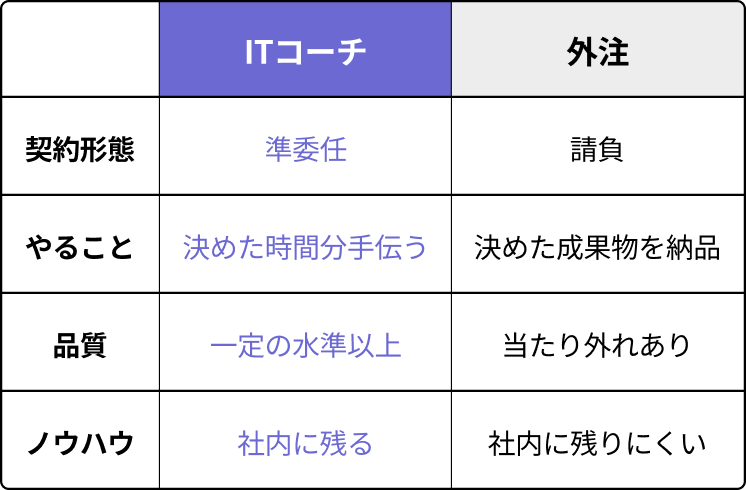 ITコーチ 外注
契約形態 準委任 請負
やること 決めた時間分手伝う 決めた成果物を納品
品質 一定の水準以上 当たり外れあり
ノウハウ 社内に残る 社内に残りにくい